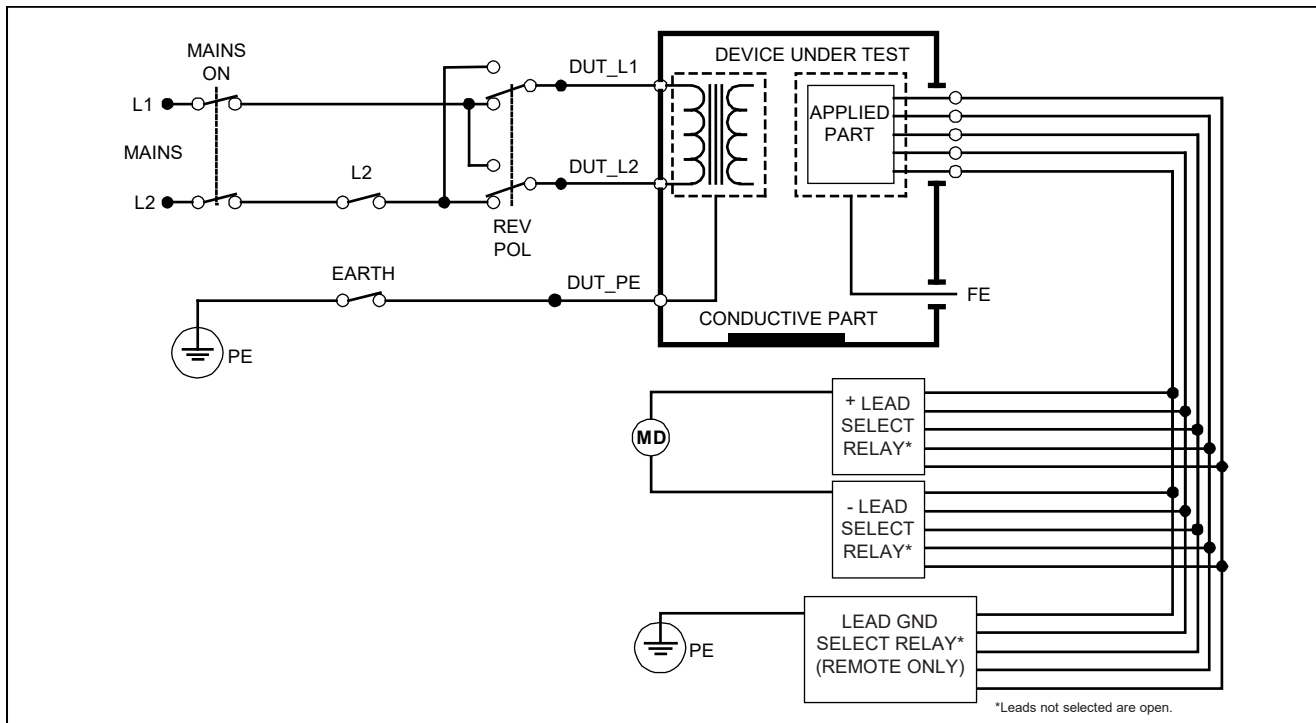 MAINS
ON
L1
MAINS
L2
L2
REV
POL
EARTH
PE
DUT_L1
DUT_L2
DUT_PE
DEVICE UNDER TEST
APPLIED
PART
FE
CONDUCTIVE PART
MD
+ LEAD
SELECT
RELAY*
- LEAD
SELECT
RELAY*
PE
LEAD GND
SELECT RELAY*
(REMOTE ONLY)
*Leads not selected are open.